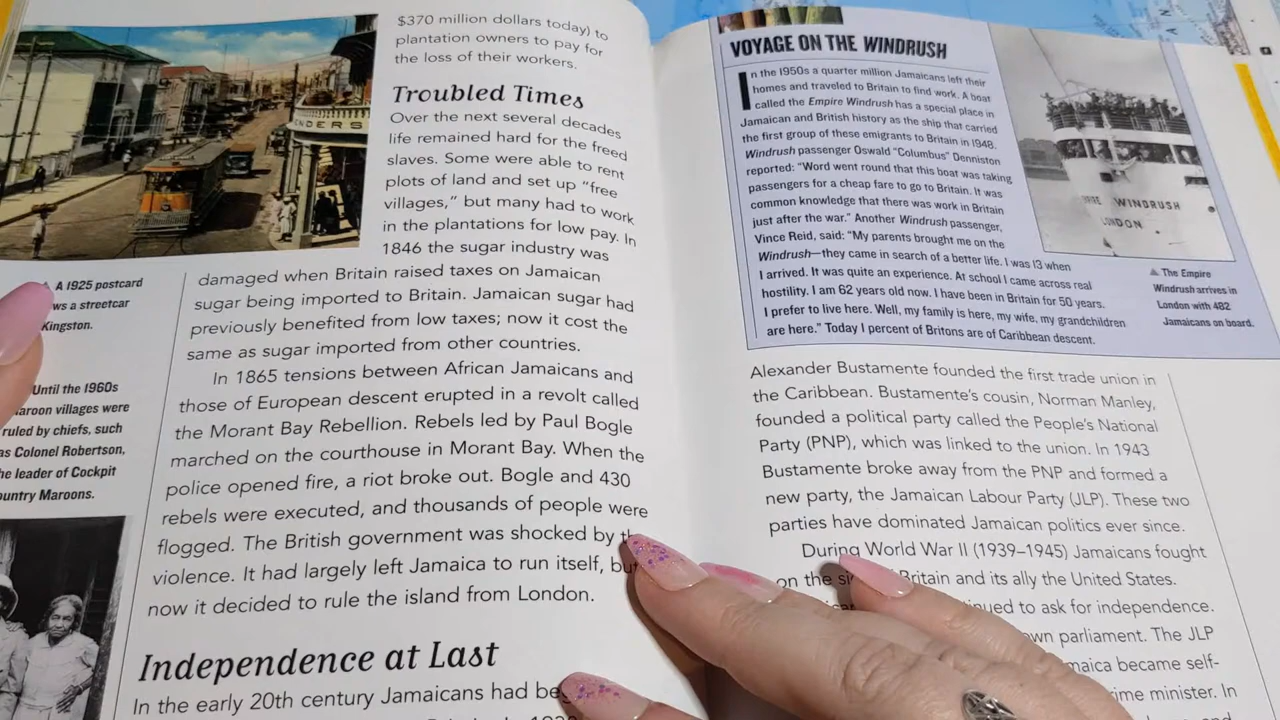 $370 million dollars today) to
plantation owners to pay for
the loss of their workers.
Troubled Times
Over the next several decades
life remained hard for the freed
slaves. Some were able to rent
plots of land and set up “free
villages,” but many had to work
in the plantations for low pay. In
1846 the sugar industry was
damaged when Britain raised taxes on Jamaican
sugar being imported to Britain. Jamaican sugar had
previously benefited from low taxes; now it cost the
same as sugar imported from other countries.
In 1865 tensions between African Jamaicans and
those of European descent erupted in a revolt called
the Morant Bay Rebellion. Rebels led by Paul Bogle
marched on the courthouse in Morant Bay. When the
police opened fire, a riot broke out. Bogle and 430
rebels were executed, and thousands of people were
flogged. The British government was shocked by
violence. It had largely left Jamaica to run itself, but
now it decided to rule the island from London.
Independence at Last
In the early 20th century Jamaicans had
A 1925 postcard
streetcar
Kingston.
Until the 1960s
villages were
ruled by chiefs, such
as Colonel Robertson,
leader of Cockpit
Maroons.
VOYAGE ON THE WINDRUSH
In the 1950s a quarter million Jamaicans left their
homes and traveled to Britain to find work. A boat
called the Empire Windrush has a special place in
Jamaican and British history as the ship that carried
the first group of these emigrants to Britain in 1948.
Windrush passenger Oswald “Columbus” Denniston
reported: “Word went round that this boat was taking
passengers for a cheap fare to go to Britain. It was
common knowledge that there was work in Britain
just after the war.” Another Windrush passenger,
Vince Reid, said: “My parents brought me on the
Windrush—they came in search of a better life. I was 13 when
I arrived. It was quite an experience. At school I came across real
hostility. I am 62 years old now. I have been in Britain for 50 years.
I prefer to live here. Well, my family is here, my wife, my grandchildren
are here.” Today 1 percent of Britons are of Caribbean descent.
WINDRUSH
LONDON
The Empire
Windrush arrives in
London with 482
Jamaicans on board.
Alexander Bustamente founded the first trade union in
the Caribbean. Bustamente's cousin, Norman Manley,
founded a political party called the People's National
Party (PNP), which was linked to the union. In 1943
Bustamente broke away from the PNP and formed a
new party, the Jamaican Labour Party (JLP). These two
parties have dominated Jamaican politics ever since.
During World War II (1939–1945) Jamaicans fought
on the Britain and its ally the United States.
to ask for independence.
own parliament. The JLP
became self-
minister. In